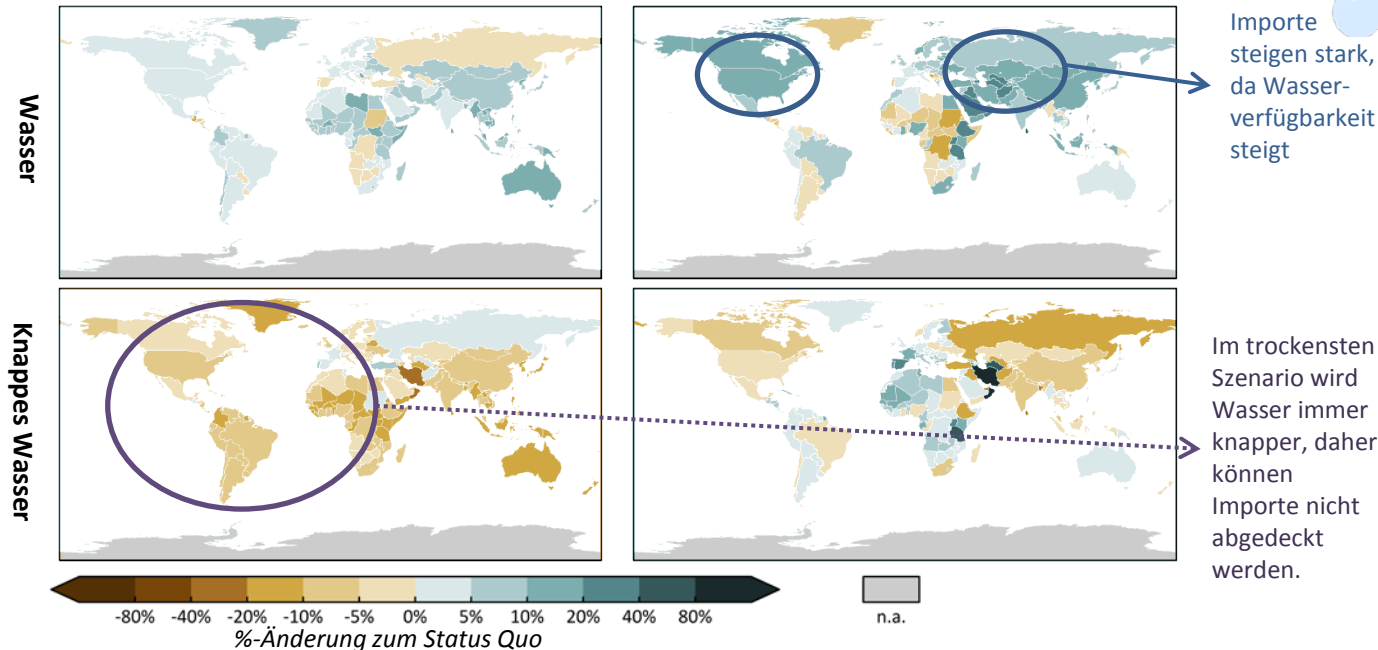 Wasser
Importe
steigen stark,
da Wasser-
verfügbarkeit
steigt
Knappes Wasser
Im trockensten
Szenario wird
Wasser immer
knapper, daher
können
Importe nicht
abgedeckt
werden.
-80% -40% -20% -10% -5% 0% 5% 10% 20% 40% 80%
n.a.
%-Änderung zum Status Quo